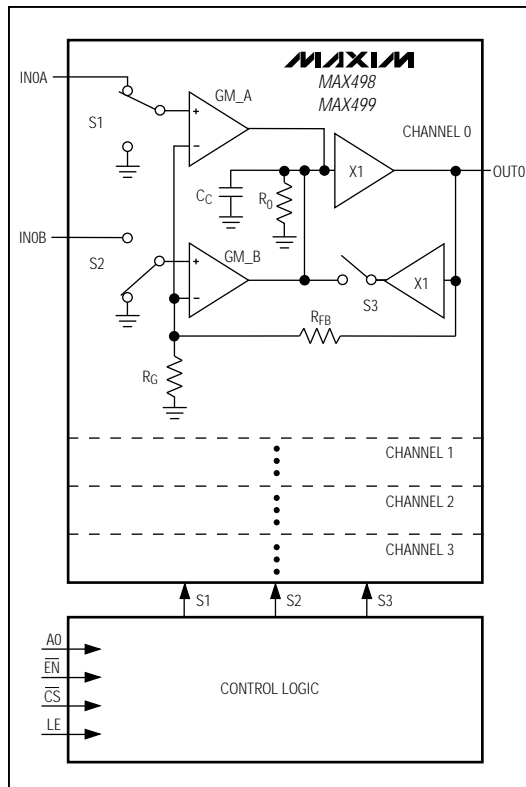 MAXIM
MAX498
MAX499
IN0A
GM_A
CHANNEL 0
S1
+
−
X1
OUT0
CC
R0
IN0B
GM_B
S2
+
−
S3
X1
RFB
RG
CHANNEL 1
CHANNEL 2
CHANNEL 3
S1 S2 S3
A0
EN
CS
LE
CONTROL LOGIC